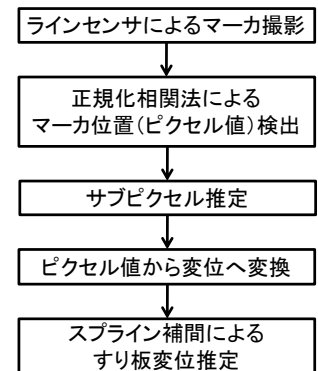 ラインセンサによるマーカ撮影
正規化相関法による
マーカ位置(ピクセル値)検出
サブピクセル推定
ピクセル値から変位へ変換
スプライン補間による
すり板変位推定